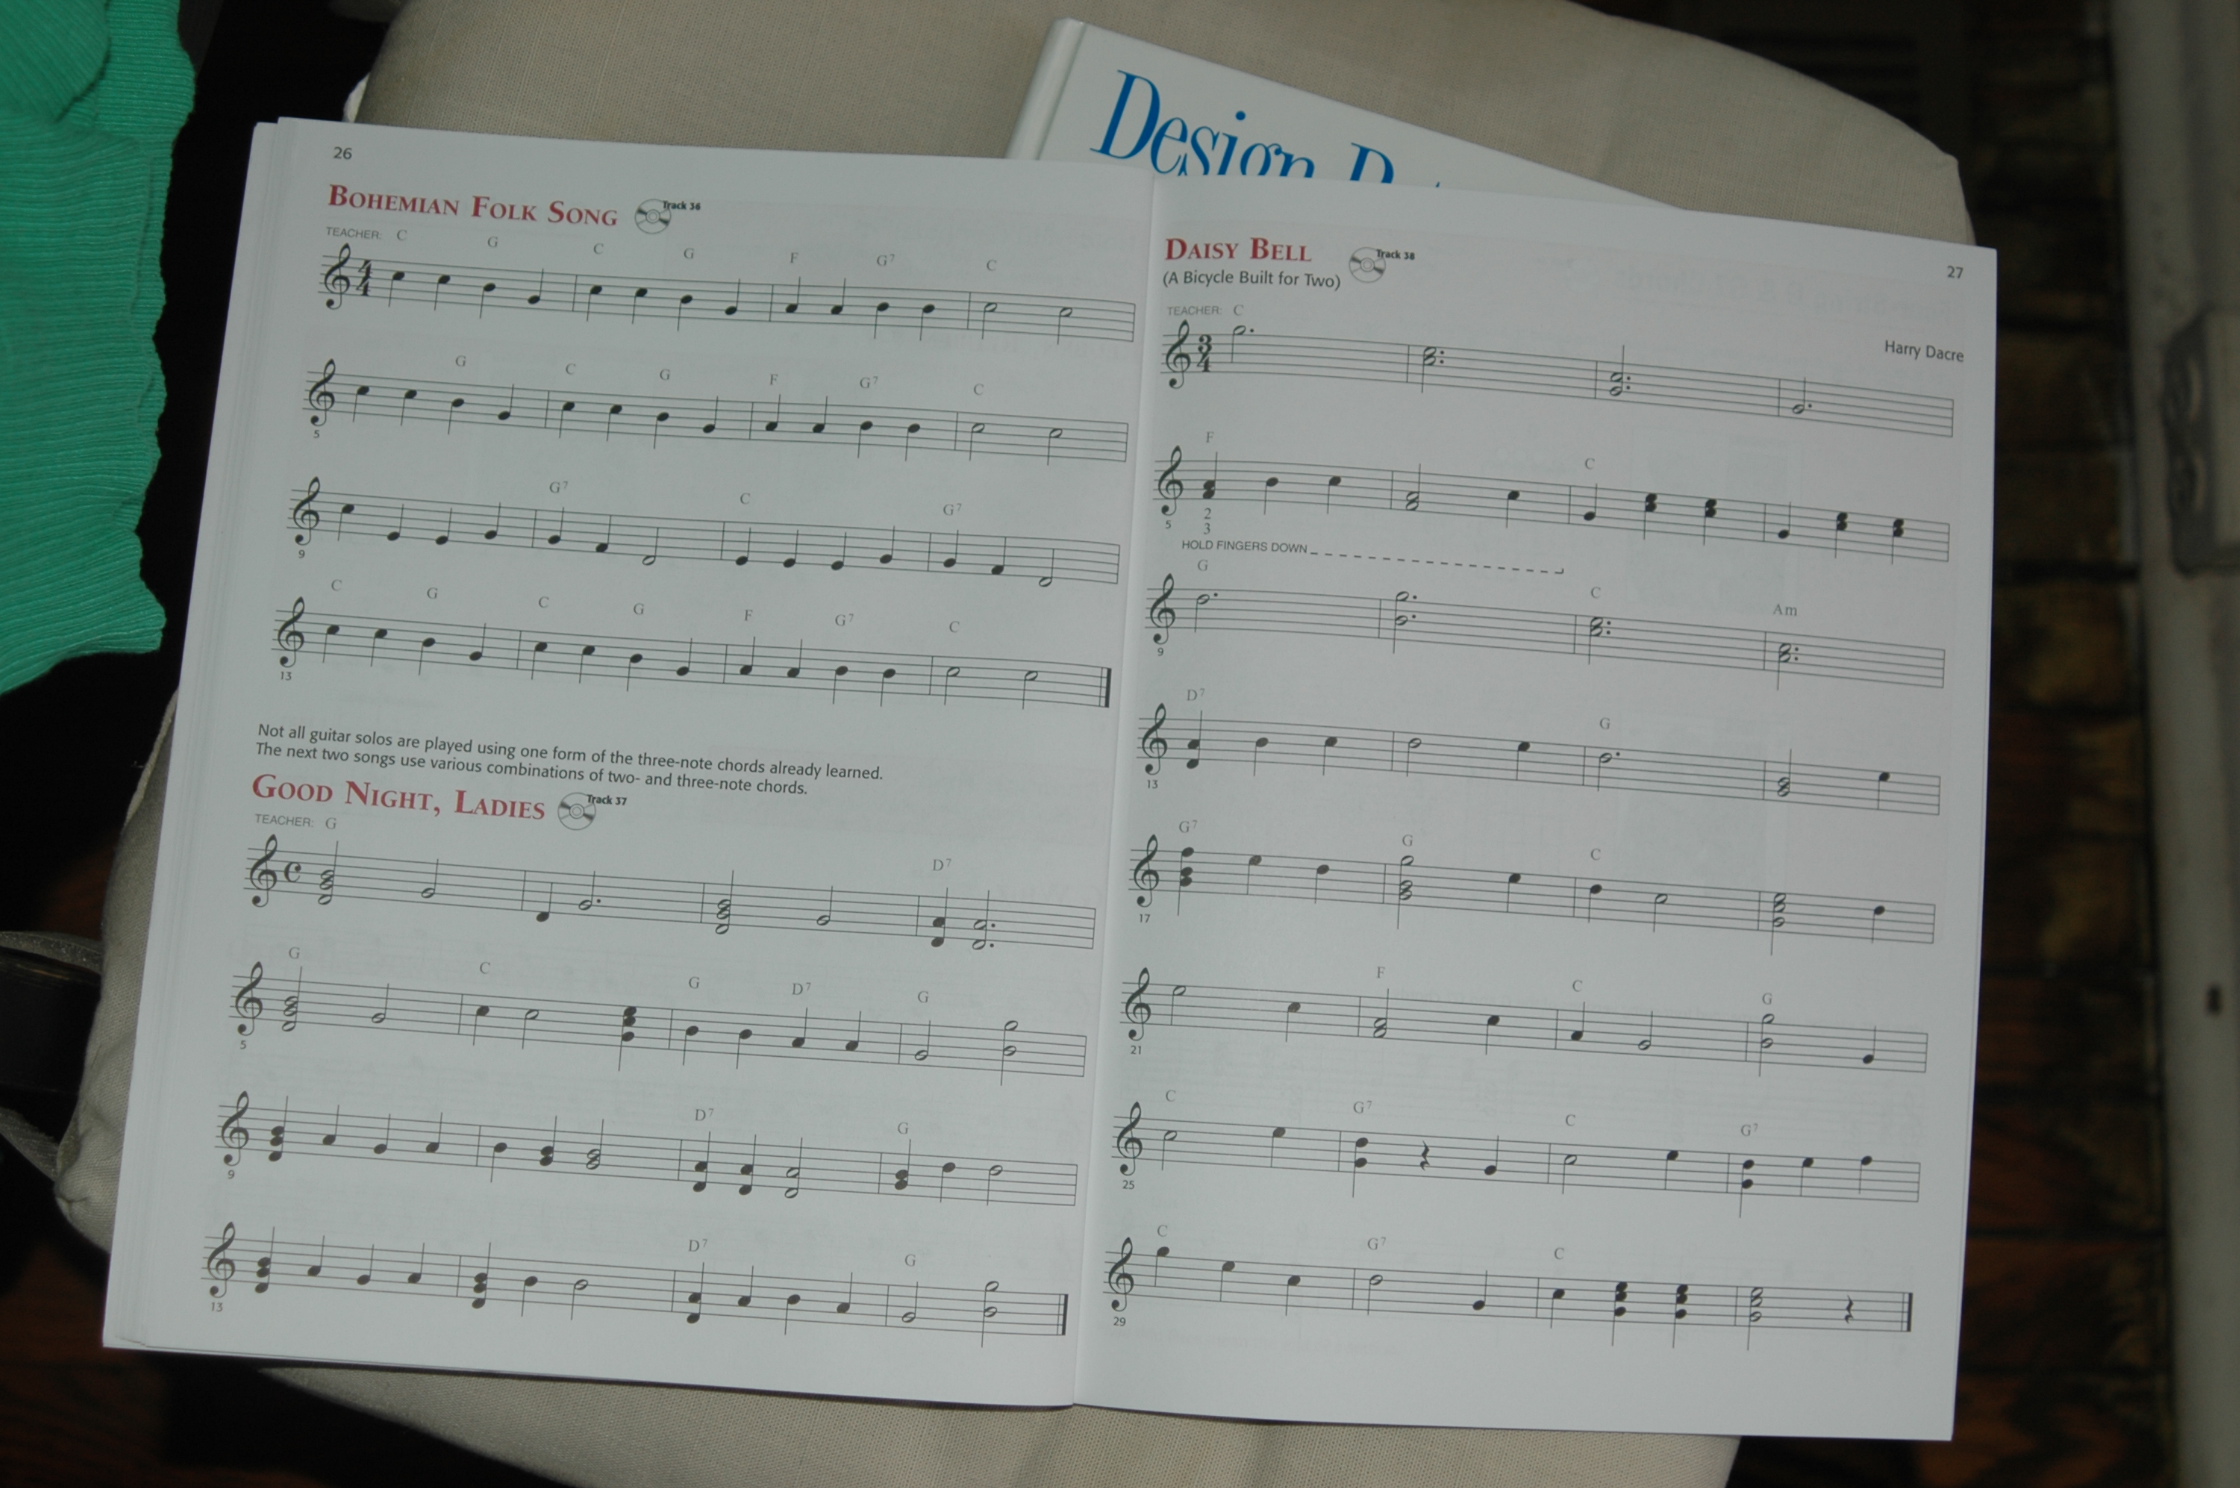 Design
26
BOHEMIAN FOLK SONG Track 36
TEACHER: C G C G F G7 C
4
4
G C G F G7 C
5
G7 C G7
9
C G C G F G7 C
13
Not all guitar solos are played using one form of the three-note chords already learned.
The next two songs use various combinations of two- and three-note chords.
GOOD NIGHT, LADIES Track 37
TEACHER: G D7
G C G D7 G
5
D7 G
9
D7 G
13
27
DAISY BELL Track 38
(A Bicycle Built for Two)
Harry Dacre
TEACHER: C
3
4
F C
5 2
3
HOLD FINGERS DOWN
G C Am
9
D7 G
13
G7 G C
17
F C G
21
C G7 C G7
25
C G7 C
29